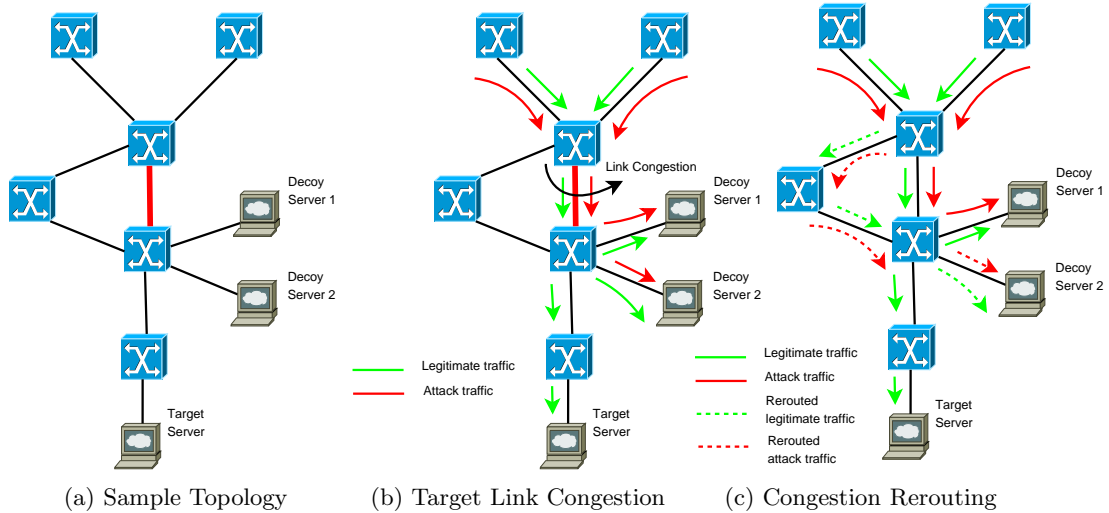 Decoy
Server 1
Decoy
Server 2
Target
Server
(a) Sample Topology
Link Congestion
Decoy
Server 1
Decoy
Server 2
Legitimate traffic
Attack traffic
Target
Server
(b) Target Link Congestion
Decoy
Server 1
Decoy
Server 2
Legitimate traffic
Attack traffic
Rerouted
legitimate traffic
Rerouted
attack traffic
Target
Server
(c) Congestion Rerouting